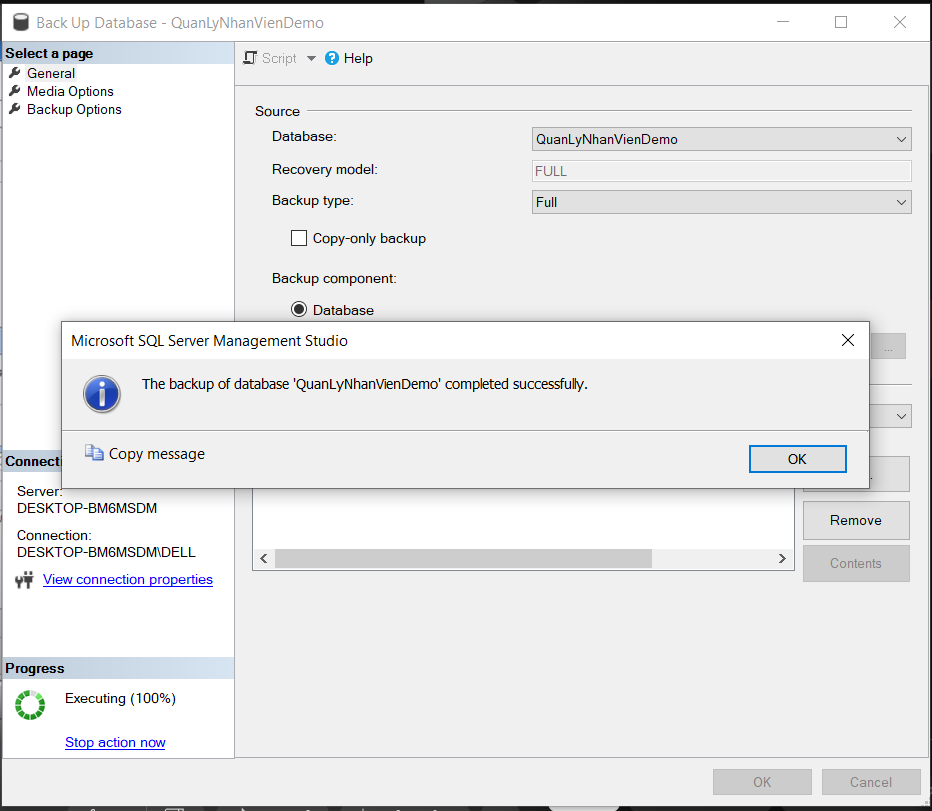 Back Up Database - QuanLyNhanVienDemo
Select a page
General
Media Options
Backup Options
Script
Help
Source
Database:
QuanLyNhanVienDemo
Recovery model:
FULL
Backup type:
Full
Copy-only backup
Backup component:
Database
...
Microsoft SQL Server Management Studio
The backup of database 'QuanLyNhanVienDemo' completed successfully.
Copy message
OK
Connecti
Server:
DESKTOP-BM6MSDM
Connection:
DESKTOP-BM6MSDM\DELL
View connection properties
Remove
Contents
Progress
Executing (100%)
Stop action now
OK
Cancel